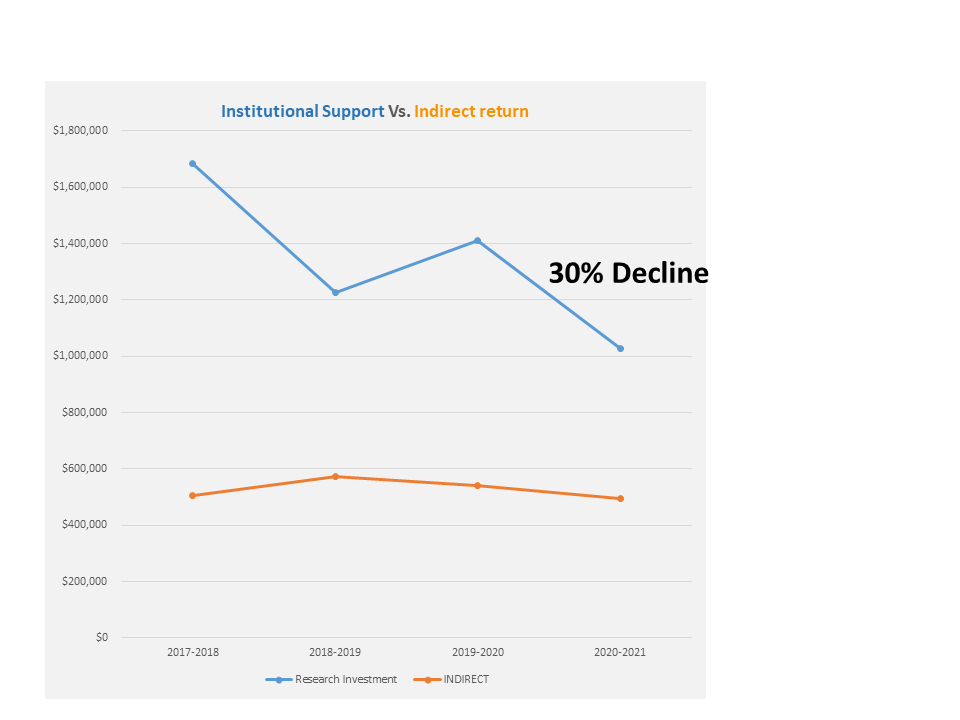 Institutional Support Vs. Indirect return
$1,800,000
$1,600,000
$1,400,000
30% Decline
$1,200,000
$1,000,000
$800,000
$600,000
$400,000
$200,000
$0
2017-2018 2018-2019 2019-2020 2020-2021
Research Investment INDIRECT